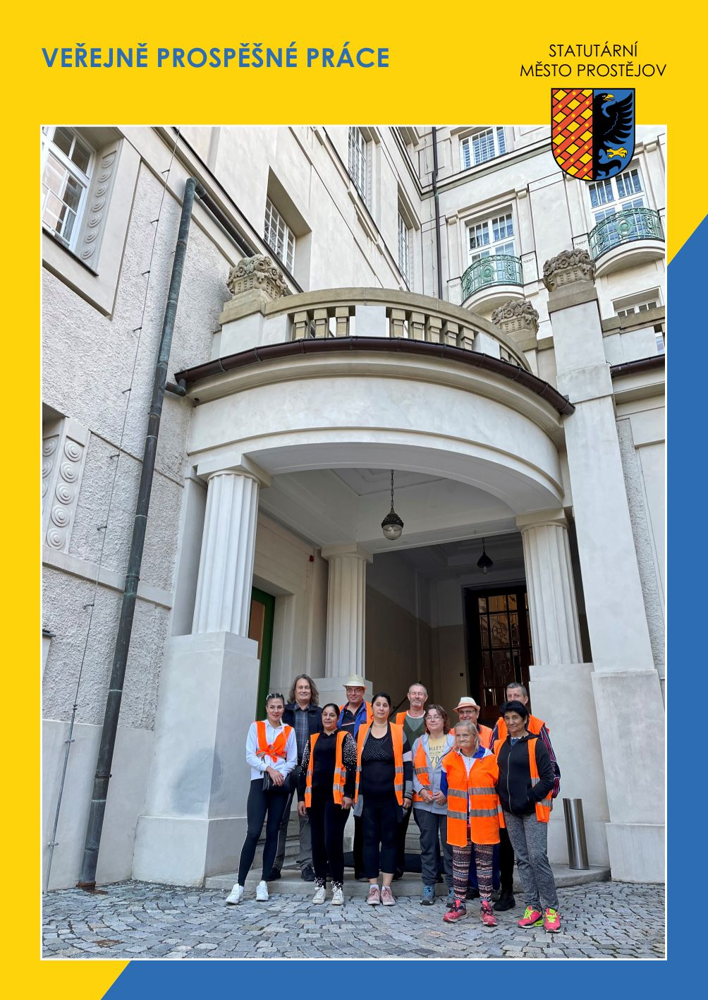 VEŘEJNĚ PROSPĚŠNÉ PRÁCE
STATUTÁRNÍ
MĚSTO PROSTĚJOV